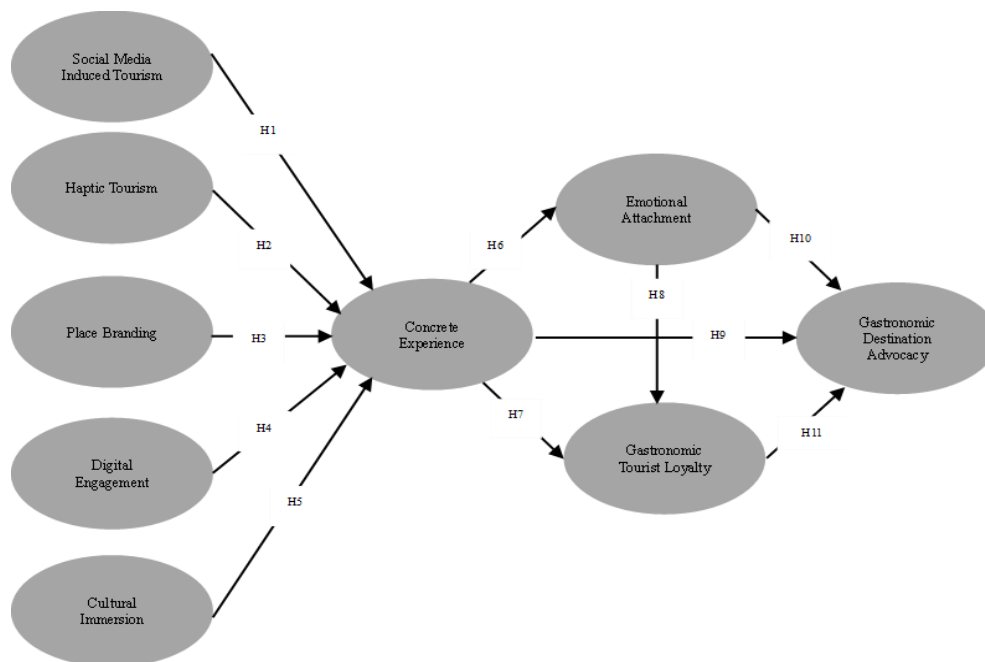 Social Media
Induced Tourism
H1
Haptic Tourism
H2
Place Branding
H3
Digital
Engagement
H4
Cultural
Immersion
H5
Concrete
Experience
H6
H7
Emotional
Attachment
H8
H9
Gastronomic
Tourist Loyalty
H10
H11
Gastronomic
Destination
Advocacy